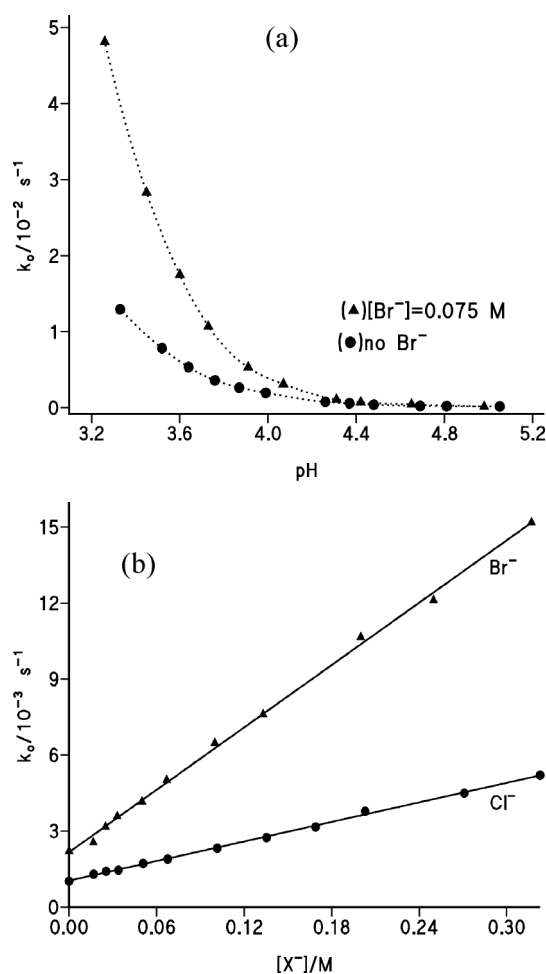 (a)
k₀/10⁻² s⁻¹
5
4
3
2
1
0
(▲)[Br⁻]=0.075 M
(●)no Br⁻
3.2 3.6 4.0 4.4 4.8 5.2
pH
(b)
k₀/10⁻³ s⁻¹
15
12
9
6
3
0
Br⁻
Cl⁻
0.00 0.06 0.12 0.18 0.24 0.30
[X⁻]/M